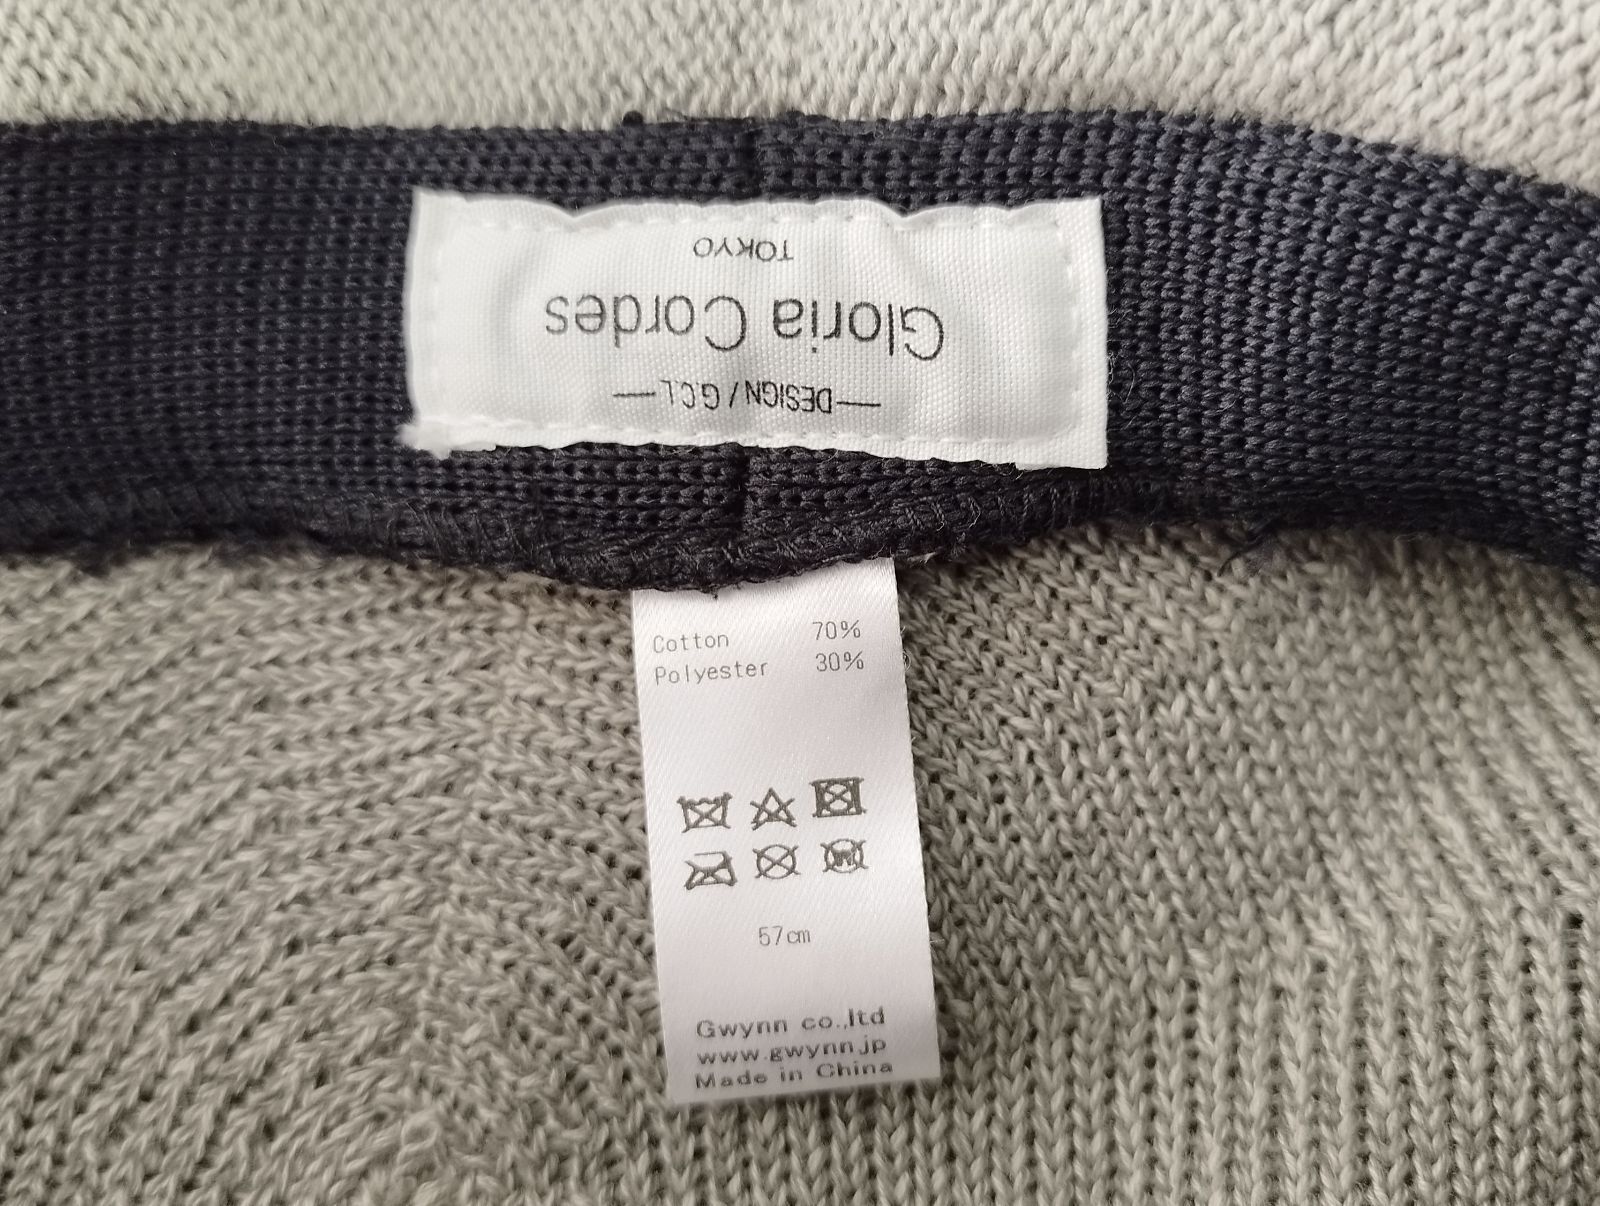 DESIGN / G.C.L
Gloria Cordes
TOKYO
Cotton 70%
Polyester 30%
W
57cm
Gwynn co.,ltd
www.gwynn.jp
Made in China